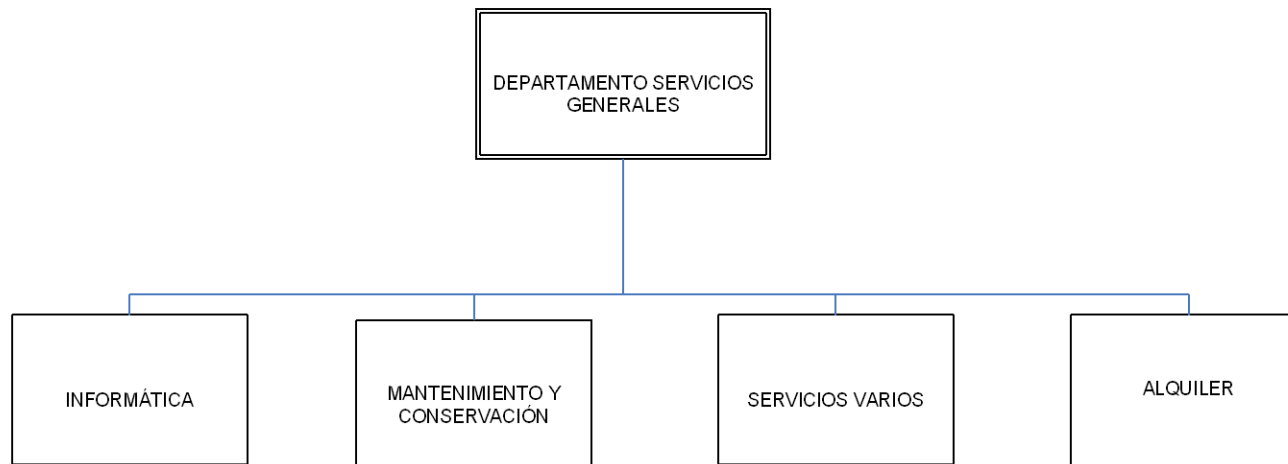 DEPARTAMENTO SERVICIOS
GENERALES
INFORMÁTICA
MANTENIMIENTO Y
CONSERVACIÓN
SERVICIOS VARIOS
ALQUILER